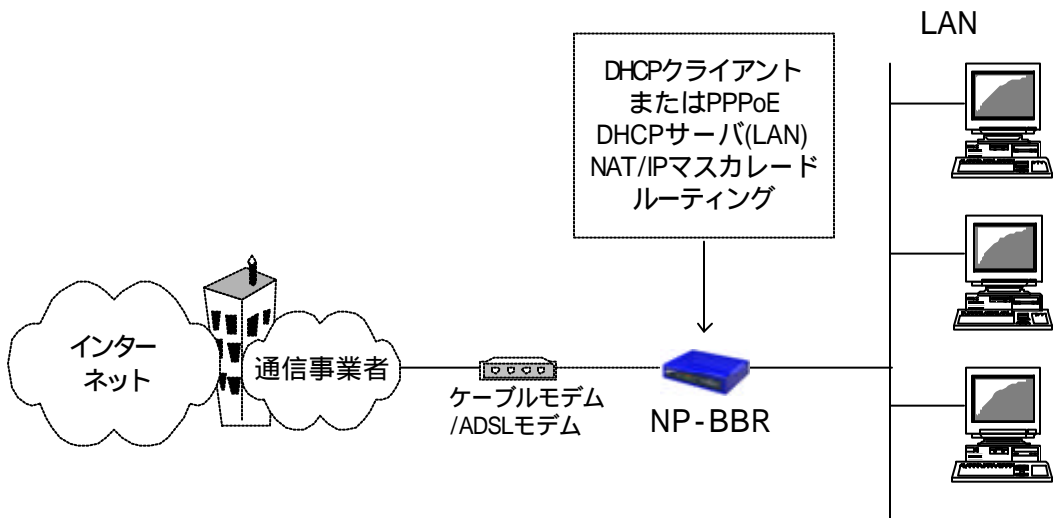 LAN
DHCPクライアント
またはPPPoE
DHCPサーバ(LAN)
NAT/IPマスカレード
ルーティング
インター
ネット
通信事業者
ケーブルモデム
/ADSLモデム
NP-BBR